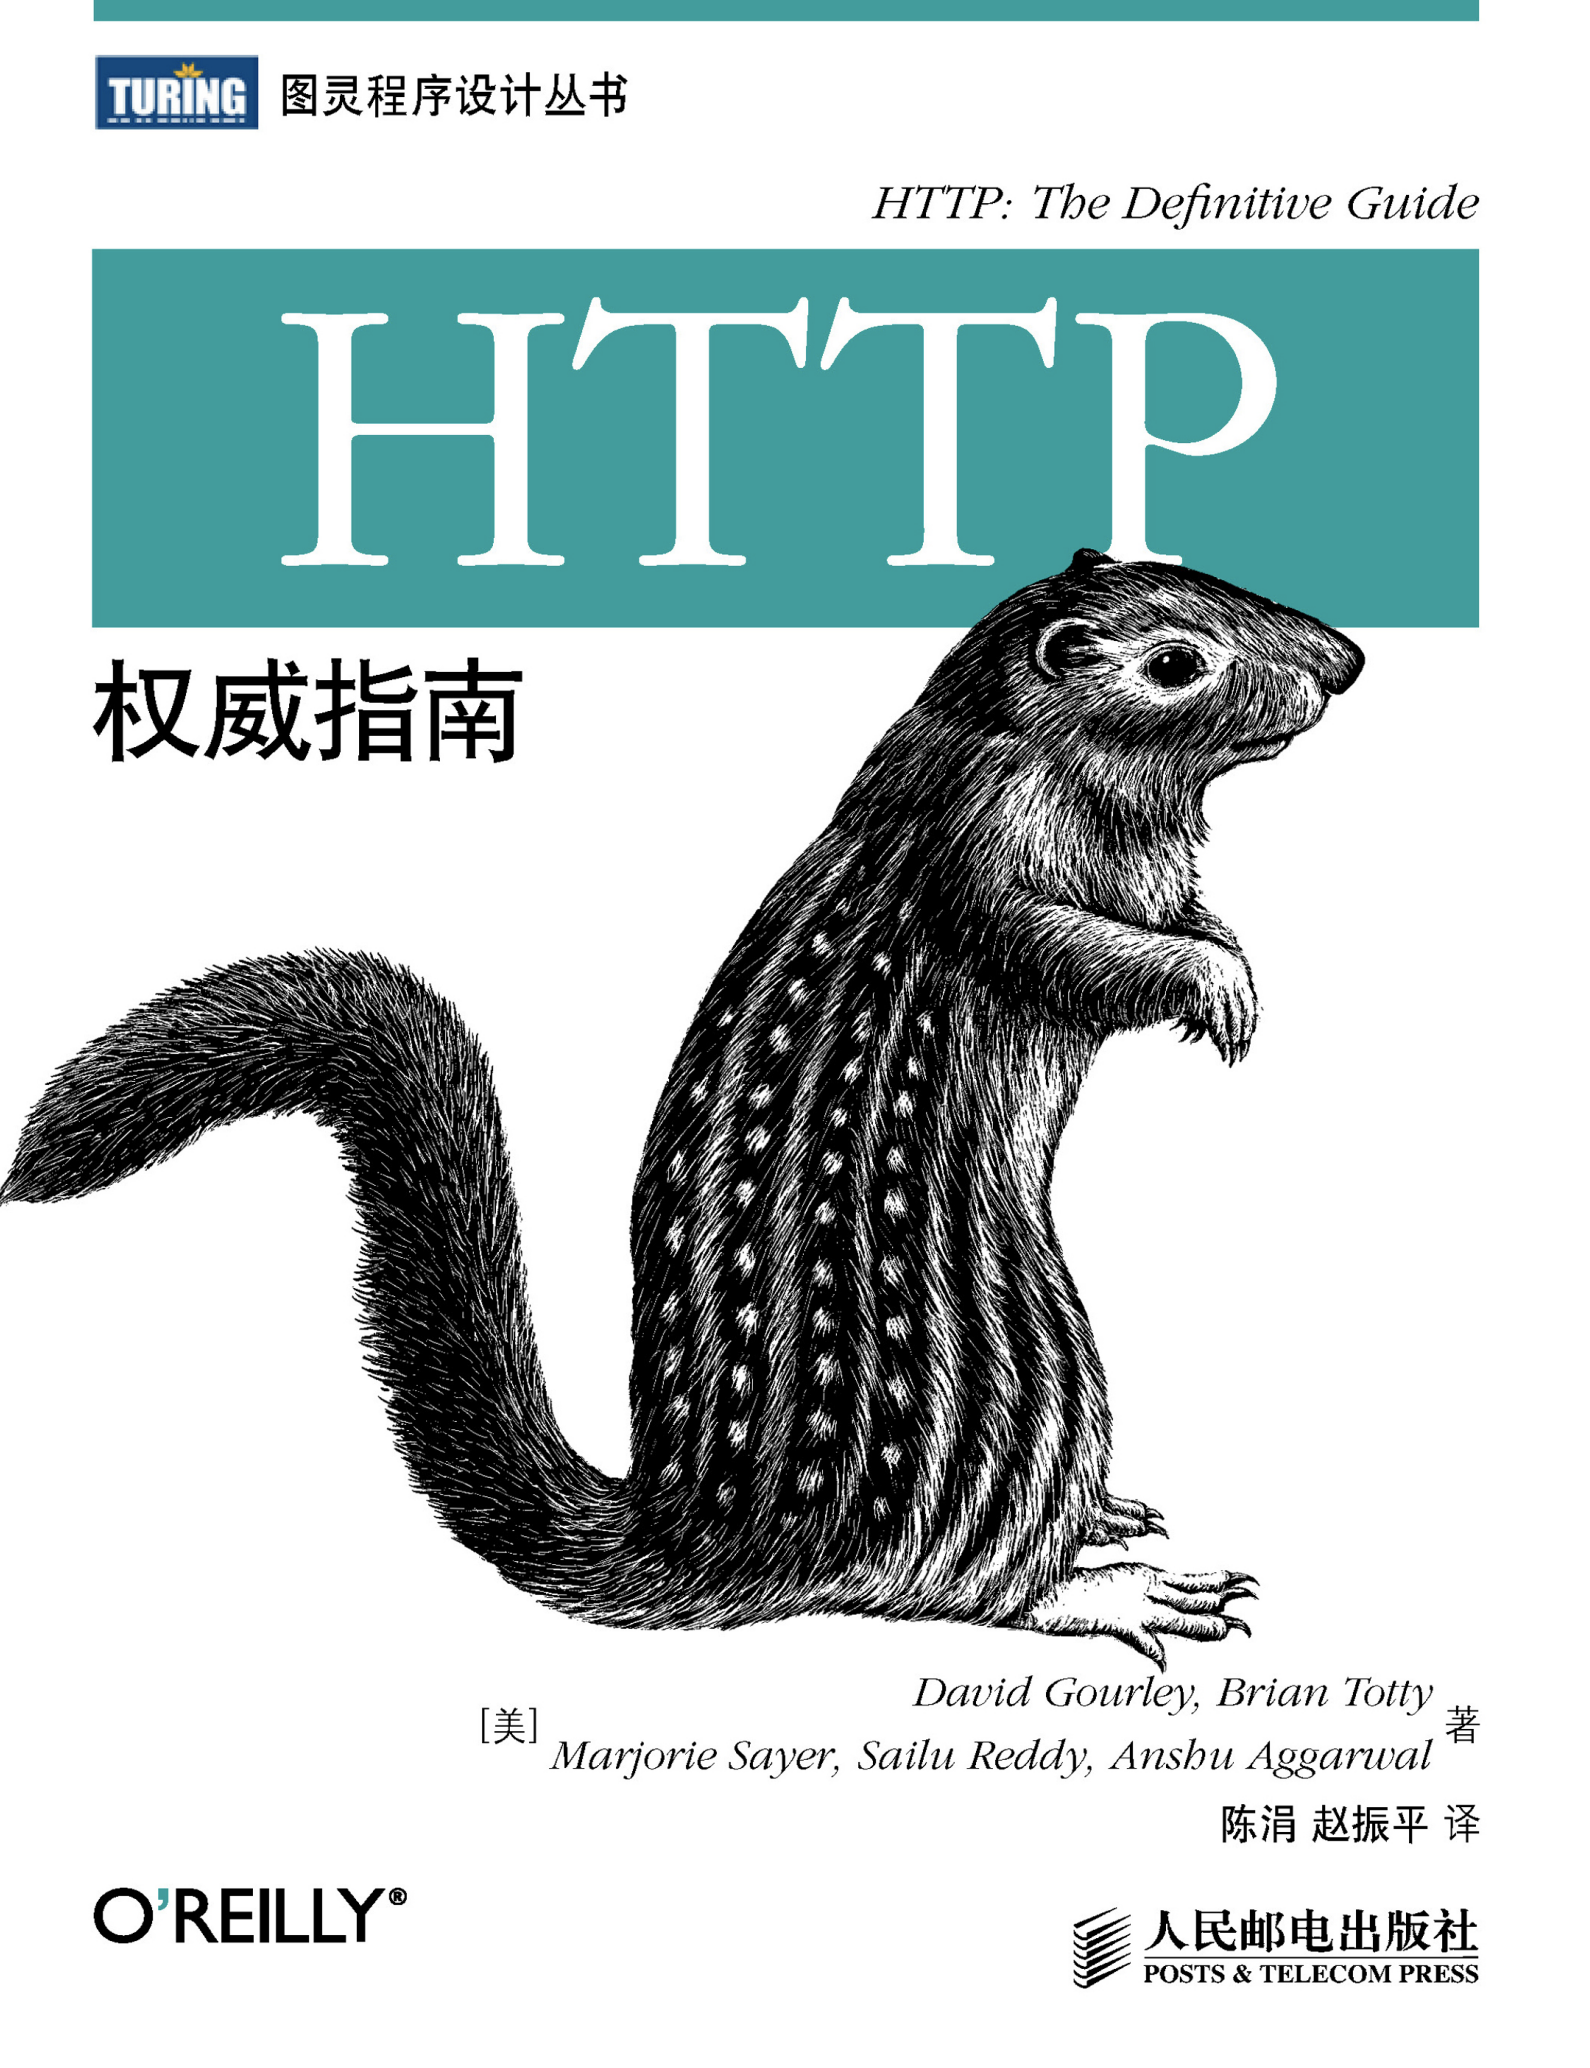 TURING 图灵程序设计丛书
HTTP: The Definitive Guide
HTTP
权威指南
David Gourley, Brian Totty
[美] 著
Marjorie Sayer, Sailu Reddy, Anshu Aggarwal
陈涓 赵振平 译
O'REILLY®
人民邮电出版社
POSTS & TELECOM PRESS